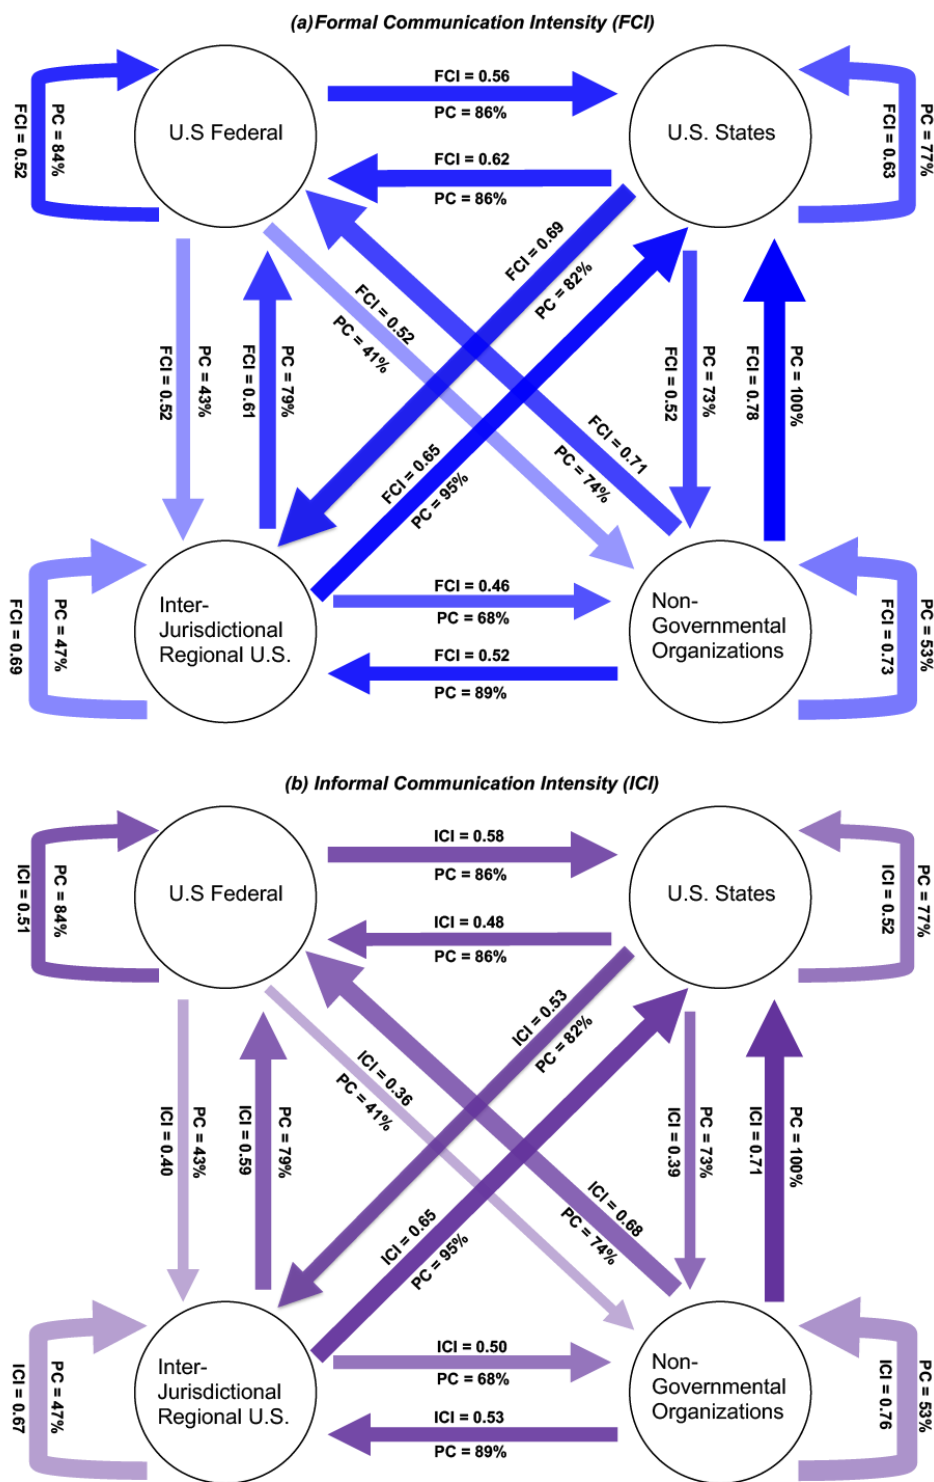 (a)Formal Communication Intensity (FCI)
U.S Federal
U.S. States
FCI = 0.56
PC = 86%
FCI = 0.62
PC = 86%
PC = 84%
FCI = 0.52
PC = 77%
FCI = 0.63
FCI = 0.69
PC = 82%
FCI = 0.52
PC = 41%
PC = 43%
FCI = 0.52
PC = 79%
FCI = 0.61
PC = 73%
FCI = 0.52
PC = 100%
FCI = 0.78
FCI = 0.65
PC = 95%
FCI = 0.71
PC = 74%
Inter-
Jurisdictional
Regional U.S.
Non-
Governmental
Organizations
FCI = 0.46
PC = 68%
FCI = 0.52
PC = 89%
PC = 47%
FCI = 0.69
PC = 53%
FCI = 0.73
(b) Informal Communication Intensity (ICI)
U.S Federal
U.S. States
ICI = 0.58
PC = 86%
ICI = 0.48
PC = 86%
PC = 84%
ICI = 0.51
PC = 77%
ICI = 0.52
ICI = 0.53
PC = 82%
ICI = 0.36
PC = 41%
PC = 43%
ICI = 0.40
PC = 79%
ICI = 0.59
PC = 73%
ICI = 0.39
PC = 100%
ICI = 0.71
ICI = 0.65
PC = 95%
ICI = 0.68
PC = 74%
Inter-
Jurisdictional
Regional U.S.
Non-
Governmental
Organizations
ICI = 0.50
PC = 68%
ICI = 0.53
PC = 89%
PC = 47%
ICI = 0.67
PC = 53%
ICI = 0.76